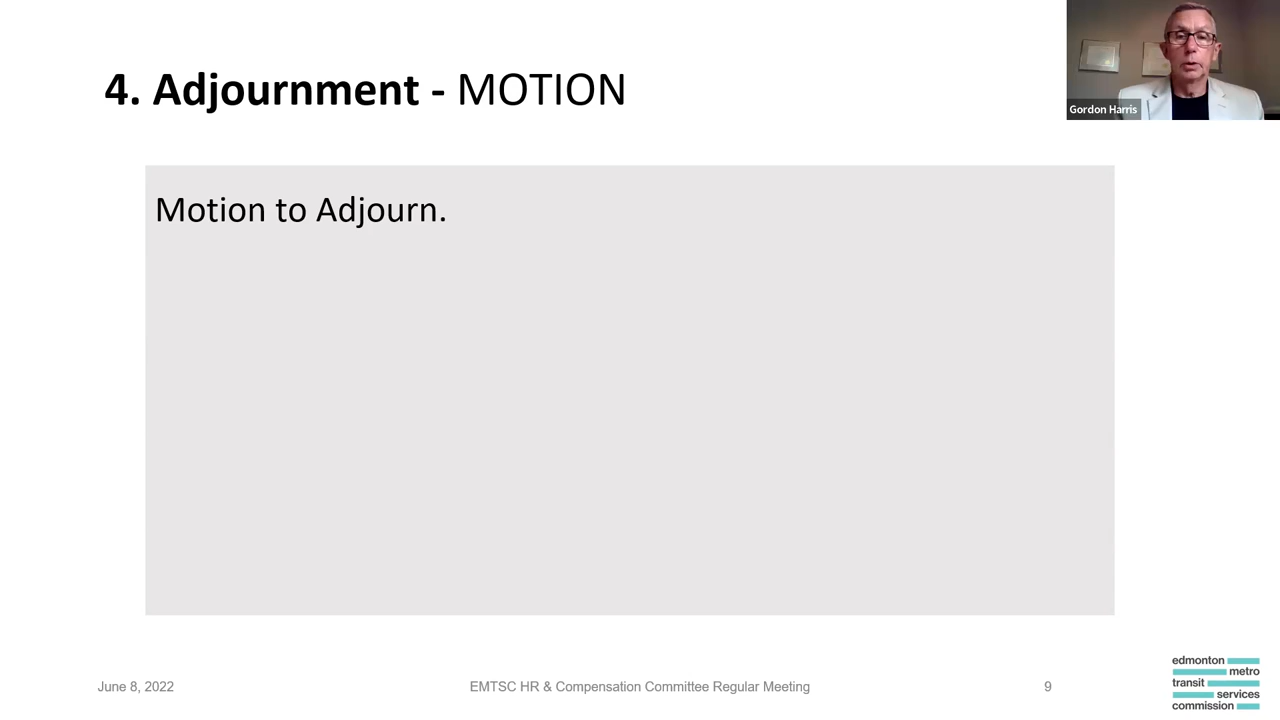 4. Adjournment - MOTION
Gordon Harris
Motion to Adjourn.
June 8, 2022
EMTSC HR & Compensation Committee Regular Meeting
9
edmonton
metro
transit
services
commission